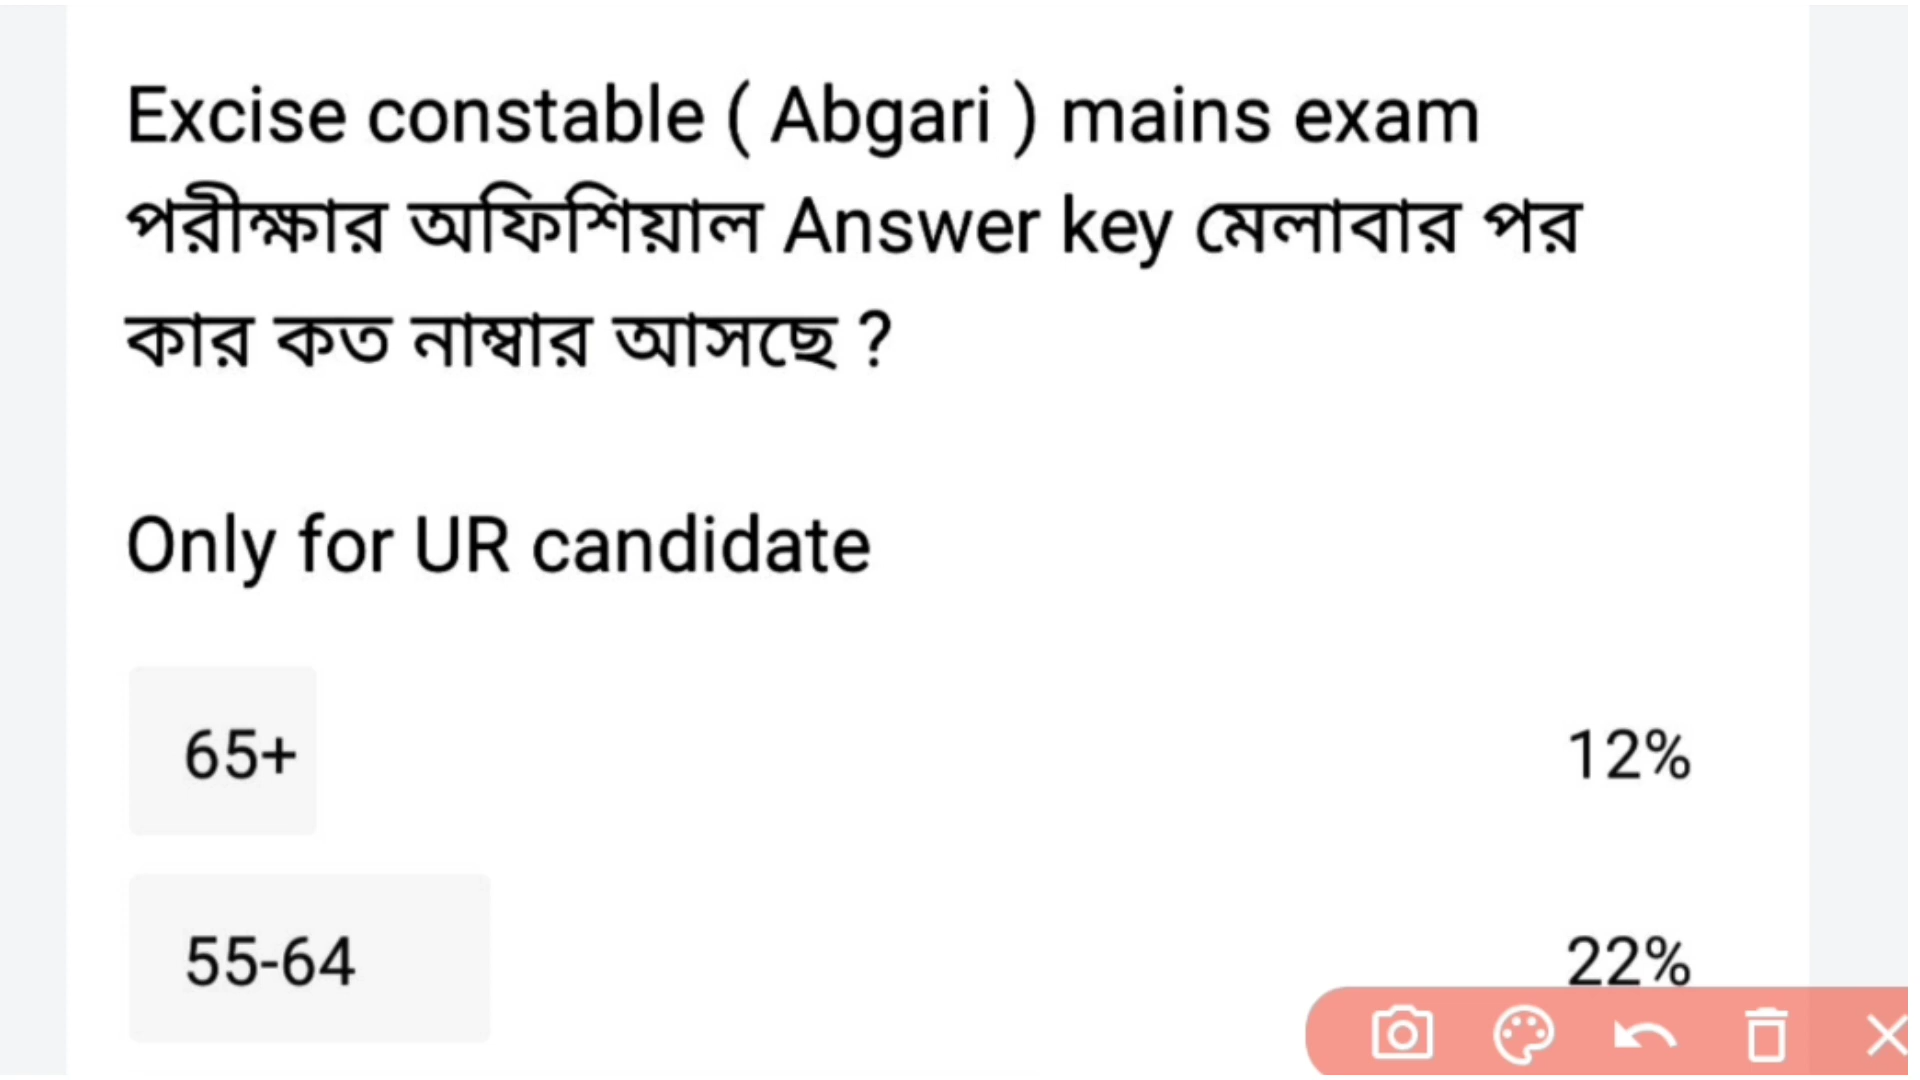 Excise constable ( Abgari ) mains exam
পরীক্ষার অফিশিয়াল Answer key মেলাবার পর
কার কত নাম্বার আসছে ?
Only for UR candidate
65+ 12%
55-64 22%